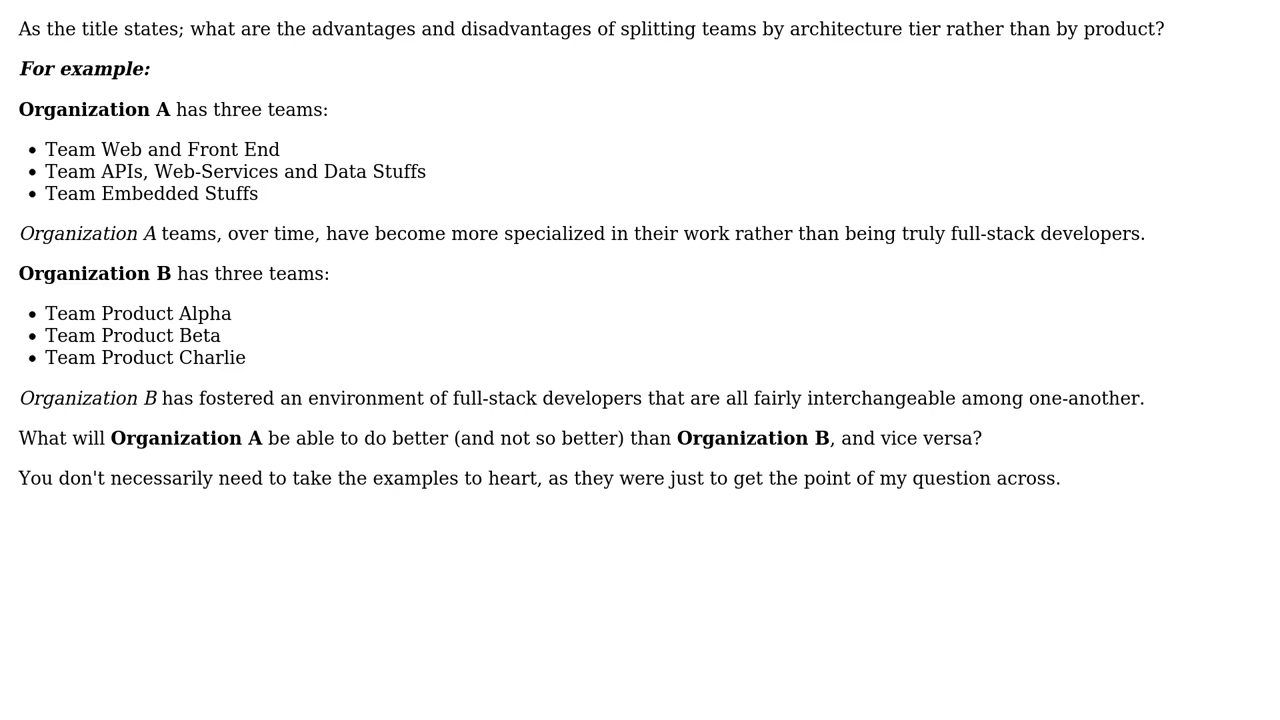 As the title states; what are the advantages and disadvantages of splitting teams by architecture tier rather than by product?
For example:
Organization A has three teams:
• Team Web and Front End
• Team APIs, Web-Services and Data Stuffs
• Team Embedded Stuffs
Organization A teams, over time, have become more specialized in their work rather than being truly full-stack developers.
Organization B has three teams:
• Team Product Alpha
• Team Product Beta
• Team Product Charlie
Organization B has fostered an environment of full-stack developers that are all fairly interchangeable among one-another.
What will Organization A be able to do better (and not so better) than Organization B, and vice versa?
You don't necessarily need to take the examples to heart, as they were just to get the point of my question across.